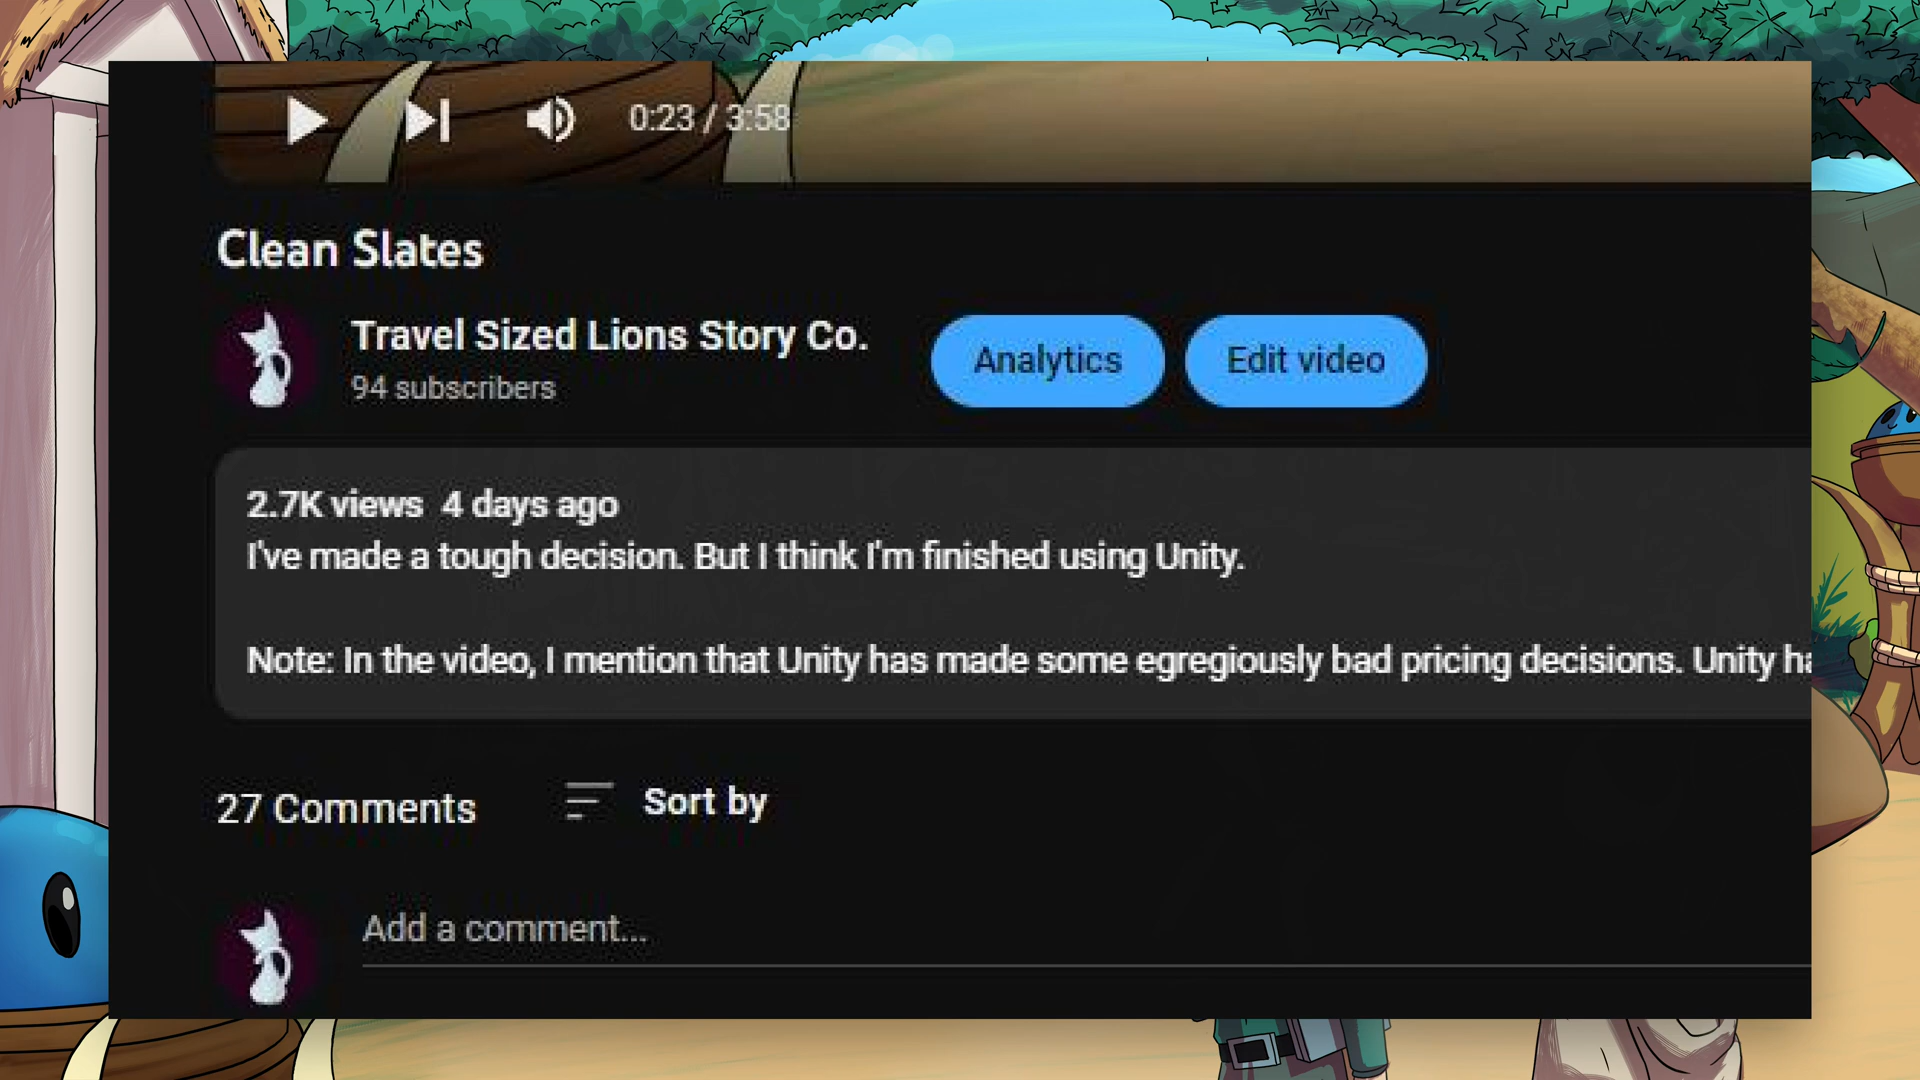 0:23 / 3:58
Clean Slates
Travel Sized Lions Story Co.
94 subscribers
Analytics
Edit video
2.7K views 4 days ago
I've made a tough decision. But I think I'm finished using Unity.
Note: In the video, I mention that Unity has made some egregiously bad pricing decisions. Unity
27 Comments
Sort by
Add a comment...